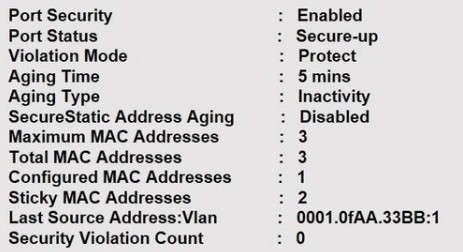 Port Security : Enabled
Port Status : Secure-up
Violation Mode : Protect
Aging Time : 5 mins
Aging Type : Inactivity
SecureStatic Address Aging : Disabled
Maximum MAC Addresses : 3
Total MAC Addresses : 3
Configured MAC Addresses : 1
Sticky MAC Addresses : 2
Last Source Address:Vlan : 0001.0fAA.33BB:1
Security Violation Count : 0